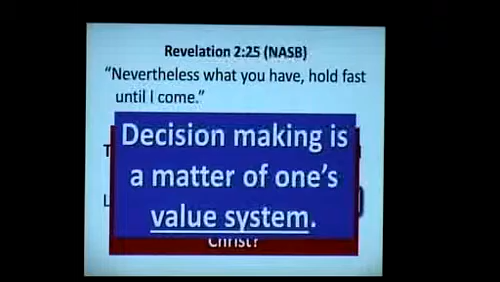 Revelation 2:25 (NASB)
“Nevertheless what you have, hold fast
until I come.”
Decision making is
a matter of one’s
value system.
Christ?